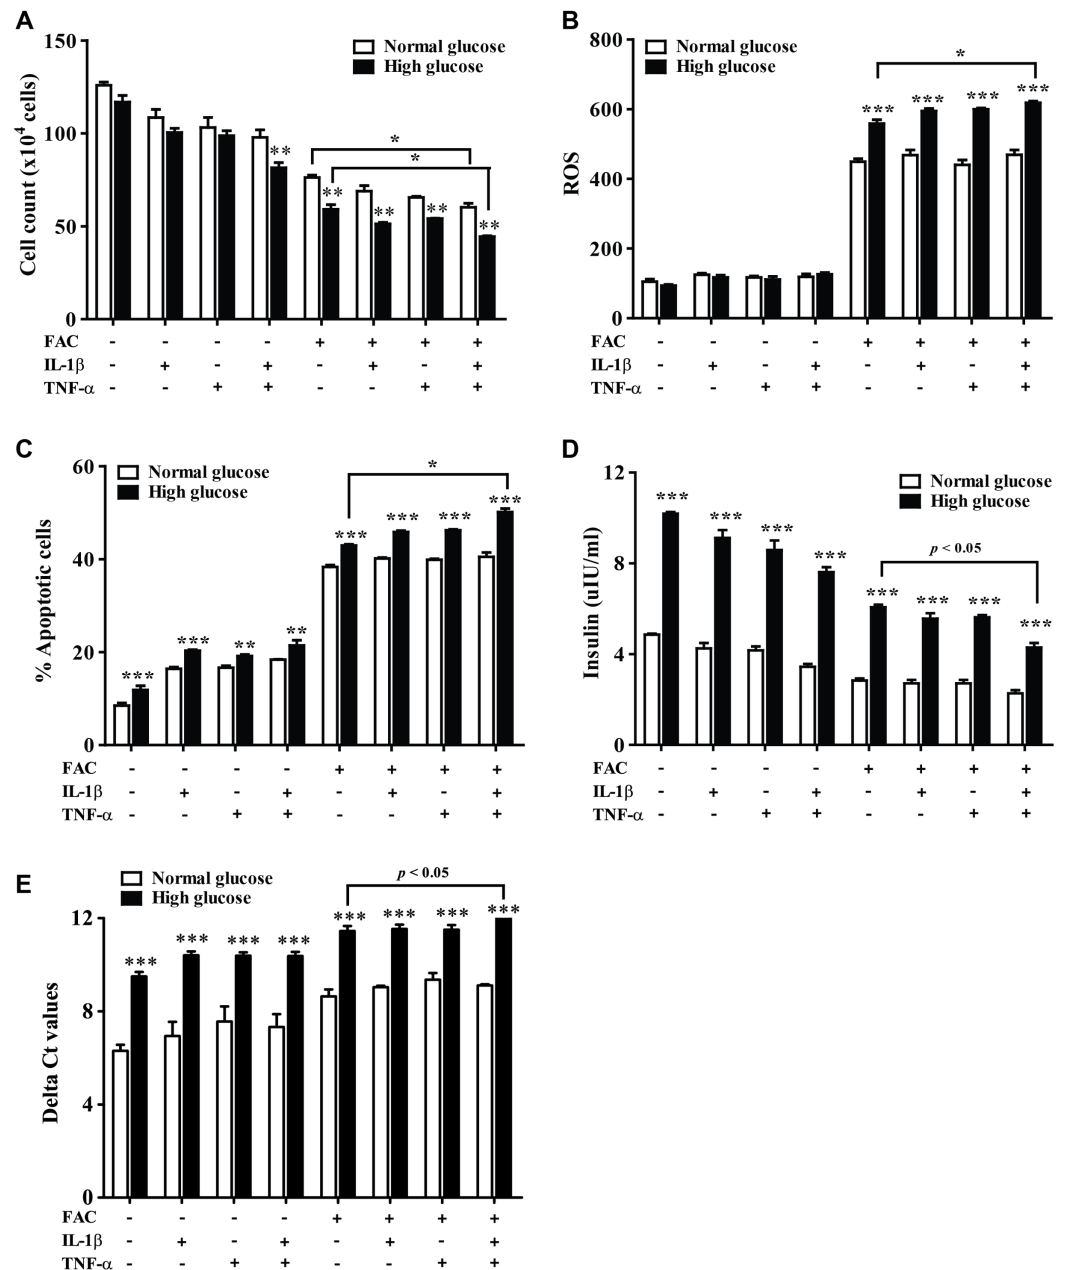 A
Normal glucose
High glucose
Cell count (x10⁴ cells)
150
100
50
0
** ** ** ** **
* *
FAC - - - - + + + +
IL-1β - + - + - + - +
TNF-α - - + + - - + +
B
Normal glucose
High glucose
ROS
800
600
400
200
0
*
*** *** *** ***
FAC - - - - + + + +
IL-1β - + - + - + - +
TNF-α - - + + - - + +
C
Normal glucose
High glucose
% Apoptotic cells
60
40
20
0
*
*** *** ** ** *** *** *** ***
FAC - - - - + + + +
IL-1β - + - + - + - +
TNF-α - - + + - - + +
D
Normal glucose
High glucose
Insulin (uIU/ml)
12
8
4
0
p < 0.05
*** *** *** *** *** *** *** ***
FAC - - - - + + + +
IL-1β - + - + - + - +
TNF-α - - + + - - + +
E
Normal glucose
High glucose
Delta Ct values
12
8
4
0
p < 0.05
*** *** *** *** *** *** *** ***
FAC - - - - + + + +
IL-1β - + - + - + - +
TNF-α - - + + - - + +